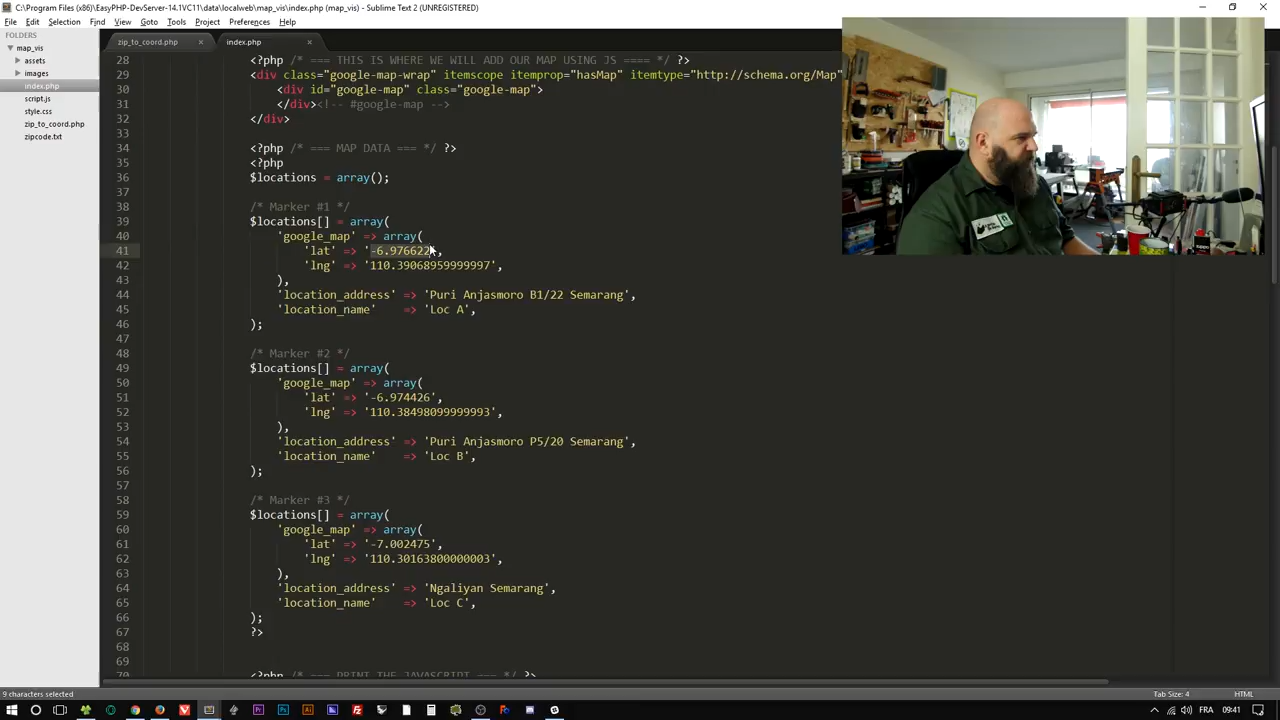 C:\Program Files (x86)\EasyPHP-DevServer-14.1VC11\data\localweb\map_vis\index.php (map_vis) - Sublime Text 2 (UNREGISTERED)
File Edit Selection Find View Goto Tools Project Preferences Help
FOLDERS
map_vis
assets
images
index.php
script.js
style.css
zip_to_coord.php
zipcode.txt
zip_to_coord.php × index.php ×
28 <?php /* === THIS IS WHERE WE WILL ADD OUR MAP USING JS ==== */ ?>
29 <div class="google-map-wrap" itemscope itemprop="hasMap" itemtype="http://schema.org/Map"
30 <div id="google-map" class="google-map">
31 </div><!-- #google-map -->
32 </div>
33
34 <?php /* === MAP DATA === */ ?>
35 <?php
36 $locations = array();
37
38 /* Marker #1 */
39 $locations[] = array(
40 'google_map' => array(
41 'lat' => '-6.976622',
42 'lng' => '110.39068959999997',
43 ),
44 'location_address' => 'Puri Anjasmoro B1/22 Semarang',
45 'location_name' => 'Loc A',
46 );
47
48 /* Marker #2 */
49 $locations[] = array(
50 'google_map' => array(
51 'lat' => '-6.974426',
52 'lng' => '110.38498099999993',
53 ),
54 'location_address' => 'Puri Anjasmoro P5/20 Semarang',
55 'location_name' => 'Loc B',
56 );
57
58 /* Marker #3 */
59 $locations[] = array(
60 'google_map' => array(
61 'lat' => '-7.002475',
62 'lng' => '110.30163800000003',
63 ),
64 'location_address' => 'Ngaliyan Semarang',
65 'location_name' => 'Loc C',
66 );
67 ?>
68
69
70 <?php /* === PRINT THE JAVASCRIPT === */ ?>
9 characters selected Tab Size: 4 HTML
FRA 09:41